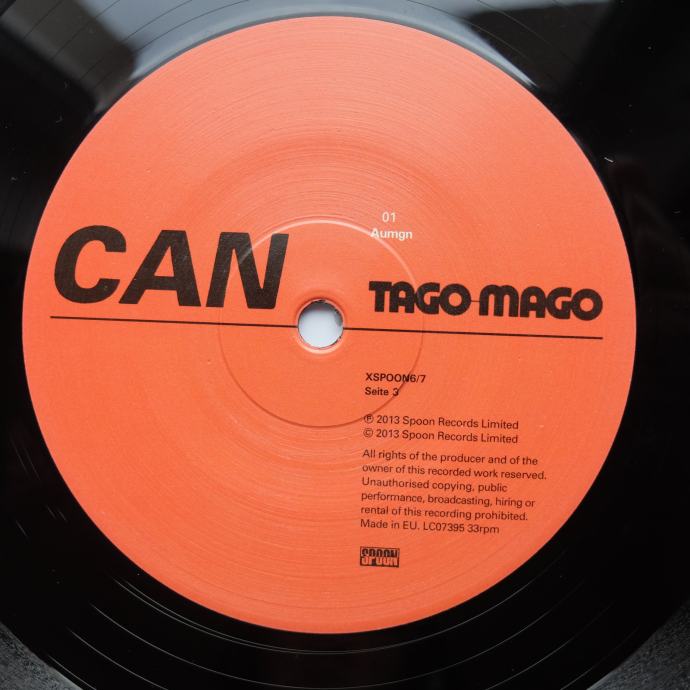 01
Aumgn
CAN
TAGO MAGO
XSPOON6/7
Seite 3
℗ 2013 Spoon Records Limited
© 2013 Spoon Records Limited
All rights of the producer and of the
owner of this recorded work reserved.
Unauthorised copying, public
performance, broadcasting, hiring or
rental of this recording prohibited.
Made in EU. LC07395 33rpm
SPOON